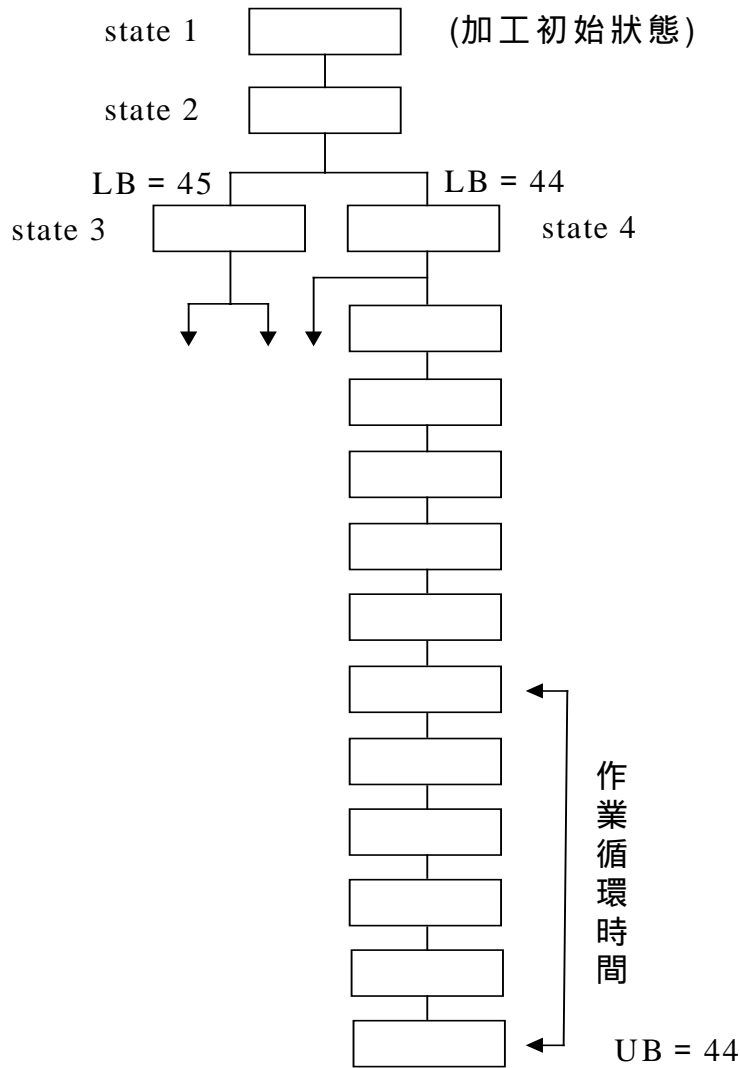 state 1
(加工初始狀態)
state 2
LB = 45
LB = 44
state 3
state 4
作業循環時間
UB = 44